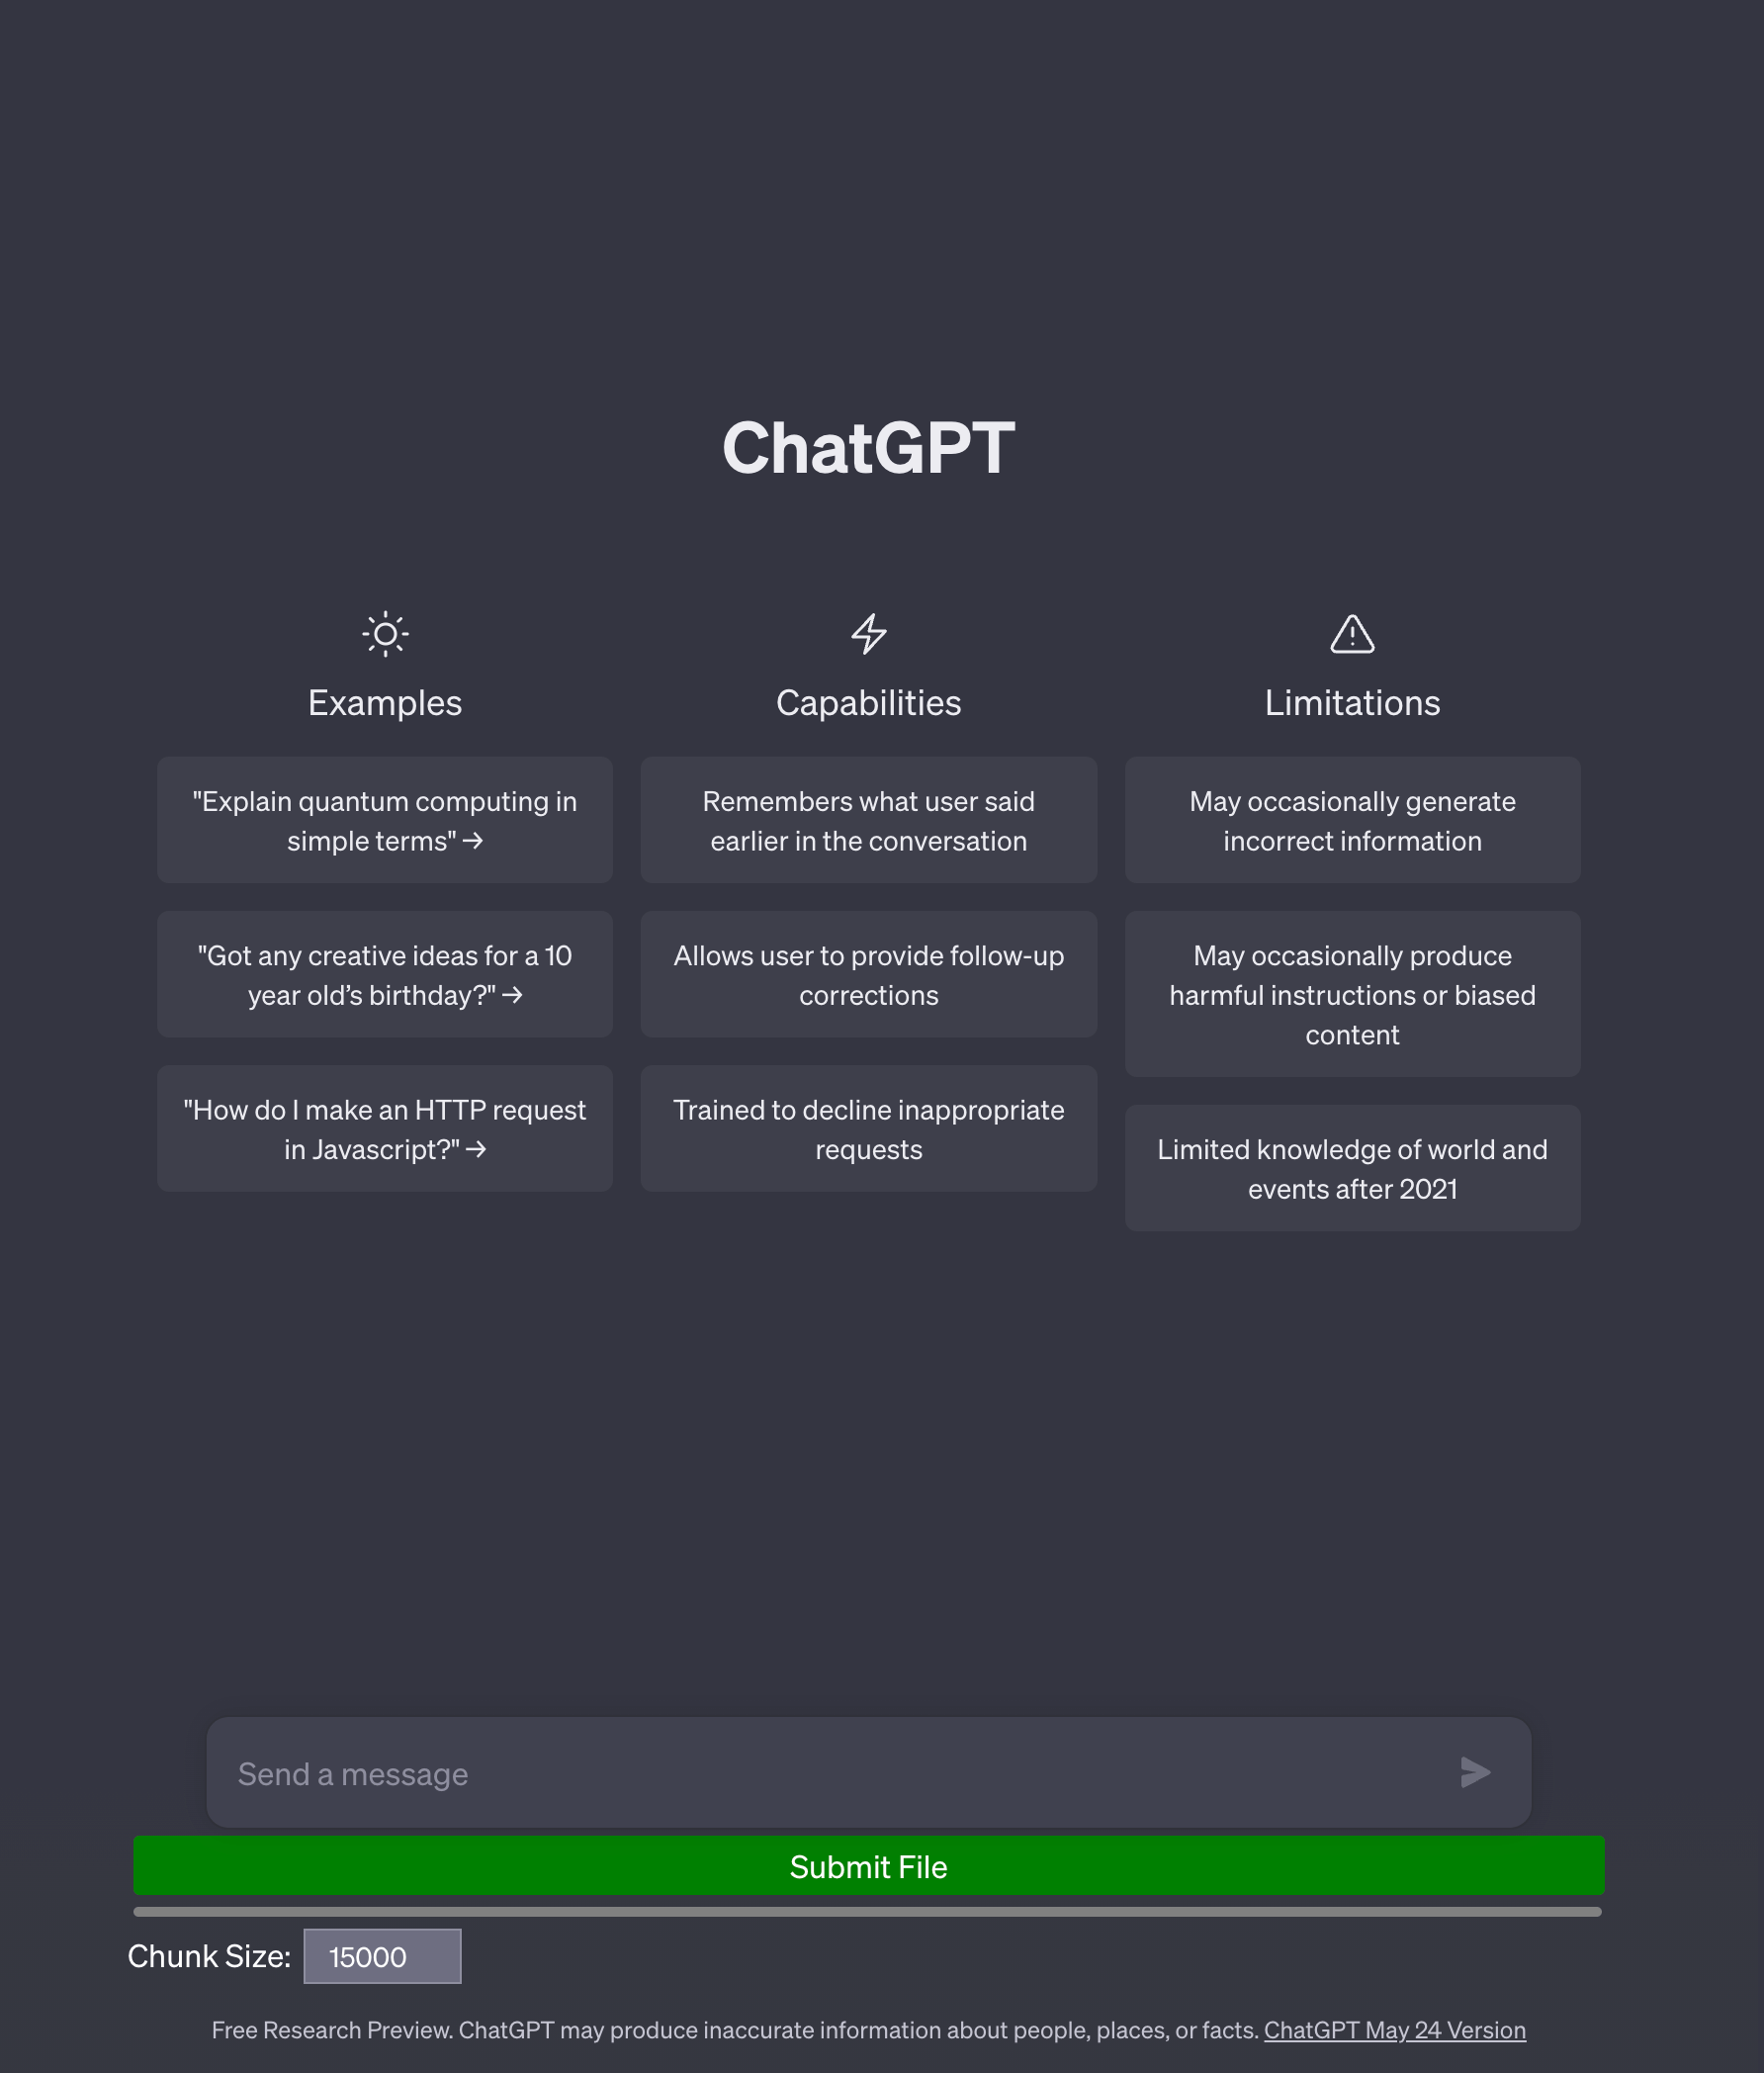 ChatGPT
Examples
"Explain quantum computing in
simple terms" →
"Got any creative ideas for a 10
year old’s birthday?" →
"How do I make an HTTP request
in Javascript?" →
Capabilities
Remembers what user said
earlier in the conversation
Allows user to provide follow-up
corrections
Trained to decline inappropriate
requests
Limitations
May occasionally generate
incorrect information
May occasionally produce
harmful instructions or biased
content
Limited knowledge of world and
events after 2021
Send a message
Submit File
Chunk Size: 15000
Free Research Preview. ChatGPT may produce inaccurate information about people, places, or facts. ChatGPT May 24 Version